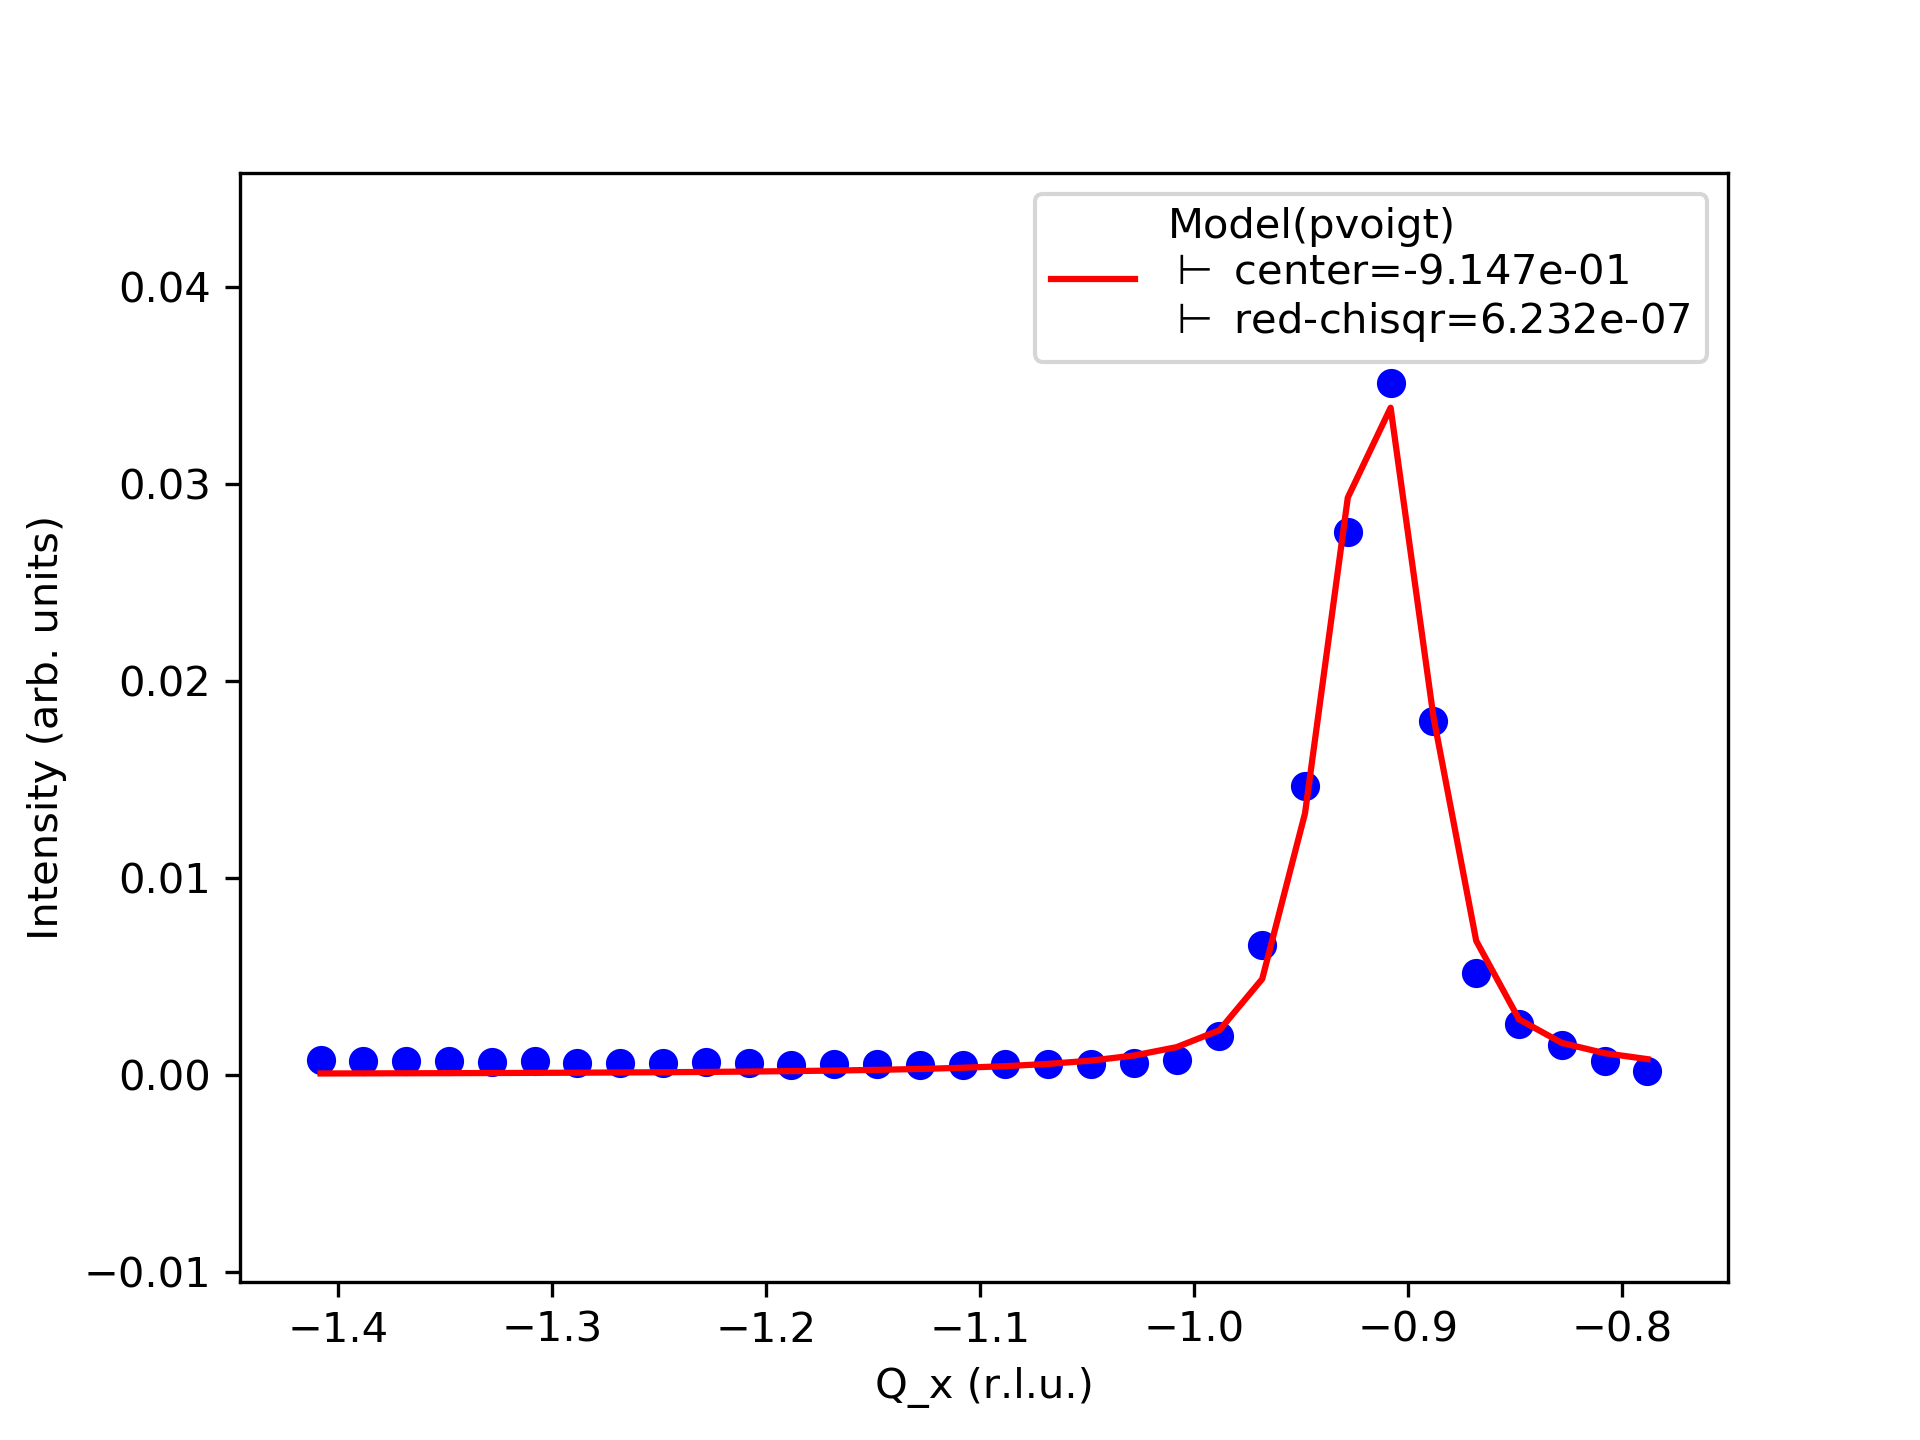 Model(pvoigt)
⊢ center=-9.147e-01
⊢ red-chisqr=6.232e-07
0.04
0.03
0.02
0.01
0.00
−0.01
Intensity (arb. units)
−1.4 −1.3 −1.2 −1.1 −1.0 −0.9 −0.8
Q_x (r.l.u.)